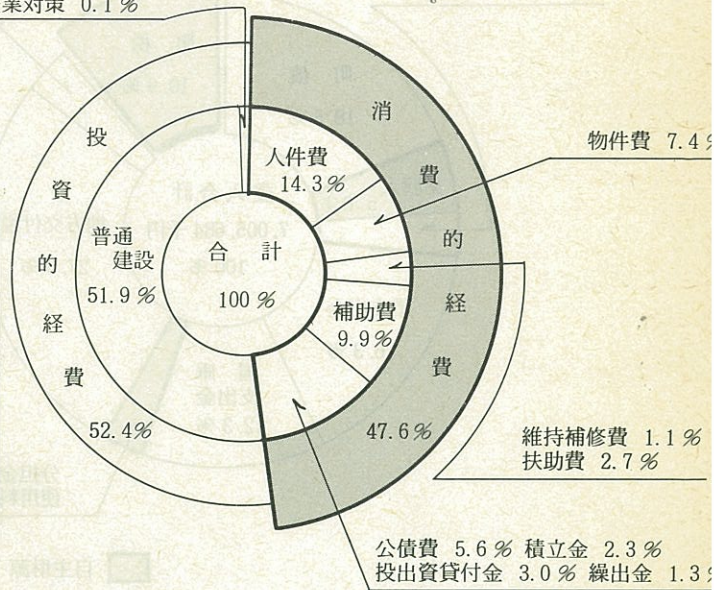 業対策 0.1%
消費的経費
47.6%
人件費
14.3%
物件費 7.4%
補助費
9.9%
維持補修費 1.1%
扶助費 2.7%
公債費 5.6% 積立金 2.3%
投出資貸付金 3.0% 繰出金 1.3%
投資的経費
52.4%
普通
建設
51.9%
合計
100%